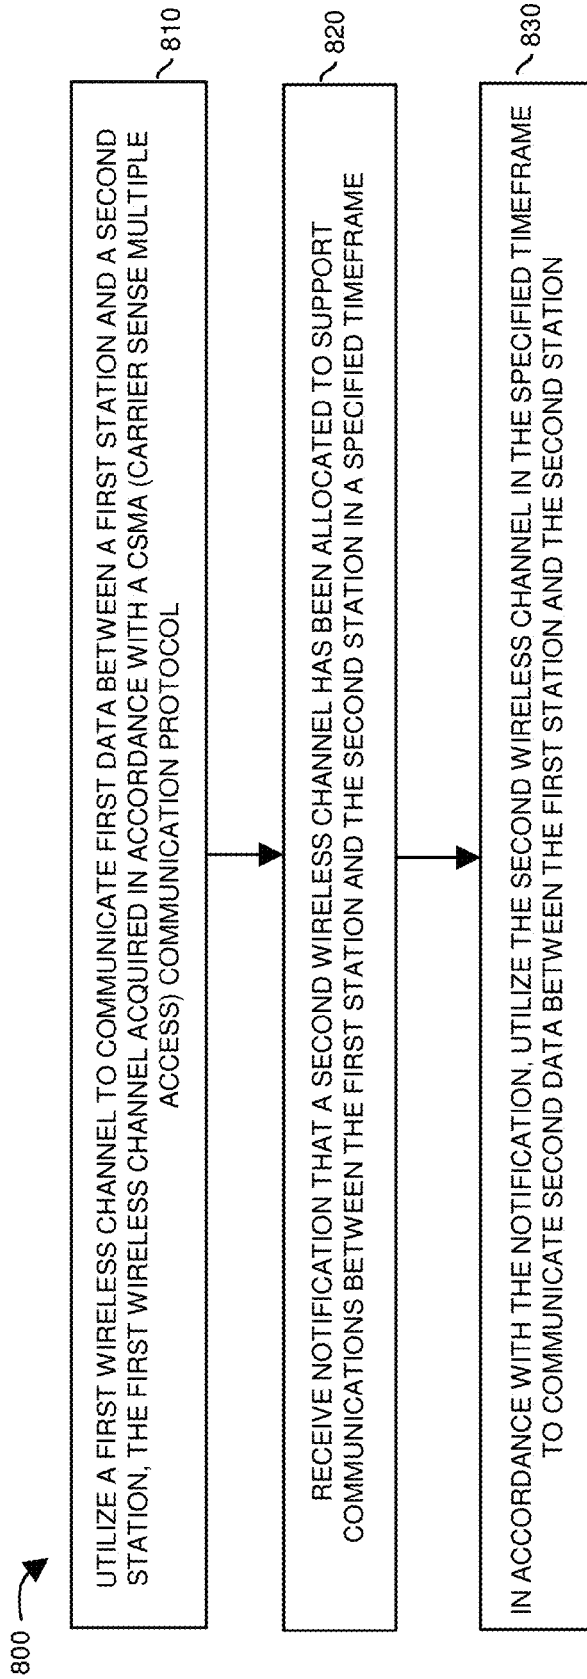 800
810
UTILIZE A FIRST WIRELESS CHANNEL TO COMMUNICATE FIRST DATA BETWEEN A FIRST STATION AND A SECOND
STATION, THE FIRST WIRELESS CHANNEL ACQUIRED IN ACCORDANCE WITH A CSMA (CARRIER SENSE MULTIPLE
ACCESS) COMMUNICATION PROTOCOL
820
RECEIVE NOTIFICATION THAT A SECOND WIRELESS CHANNEL HAS BEEN ALLOCATED TO SUPPORT
COMMUNICATIONS BETWEEN THE FIRST STATION AND THE SECOND STATION IN A SPECIFIED TIMEFRAME
830
IN ACCORDANCE WITH THE NOTIFICATION, UTILIZE THE SECOND WIRELESS CHANNEL IN THE SPECIFIED TIMEFRAME
TO COMMUNICATE SECOND DATA BETWEEN THE FIRST STATION AND THE SECOND STATION